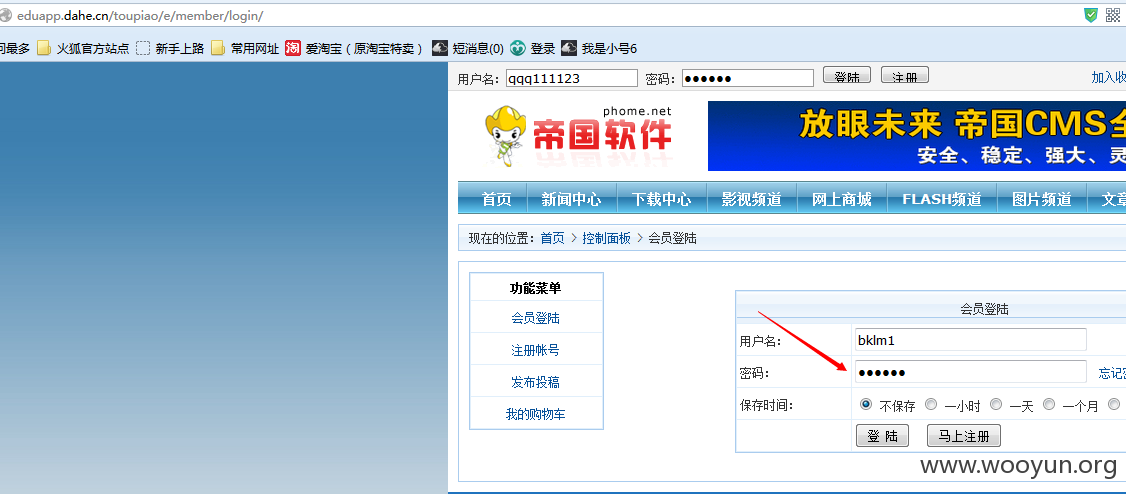 eduapp.dahe.cn/toupiao/e/member/login/
问最多 火狐官方站点 新手上路 常用网址 淘 爱淘宝（原淘宝特卖） 短消息(0) 登录 我是小号6
用户名： qqq111123 密码： ●●●●●● 登陆 注册 加入收
phome.net
帝国软件
放眼未来 帝国CMS全
安全、稳定、强大、灵
首页 新闻中心 下载中心 影视频道 网上商城 FLASH频道 图片频道 文章
现在的位置：首页 > 控制面板 > 会员登陆
功能菜单
会员登陆
注册帐号
发布投稿
我的购物车
会员登陆
用户名： bklm1
密码： ●●●●●● 忘记密
保存时间： 不保存 一小时 一天 一个月
登 陆 马上注册
www.wooyun.org